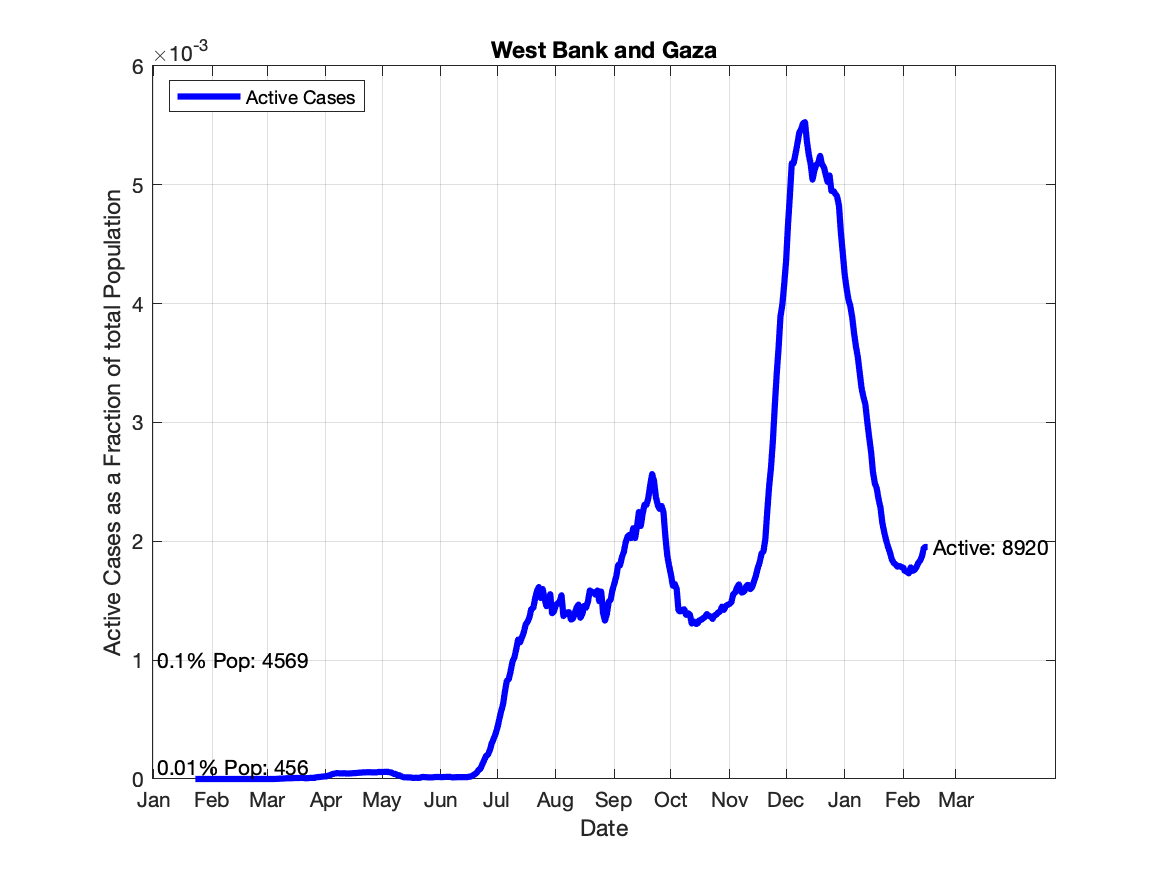 West Bank and Gaza
×10-3
Active Cases
6
5
4
3
2
1
0
Active Cases as a Fraction of total Population
Active: 8920
0.1% Pop: 4569
0.01% Pop: 456
Jan Feb Mar Apr May Jun Jul Aug Sep Oct Nov Dec Jan Feb Mar
Date